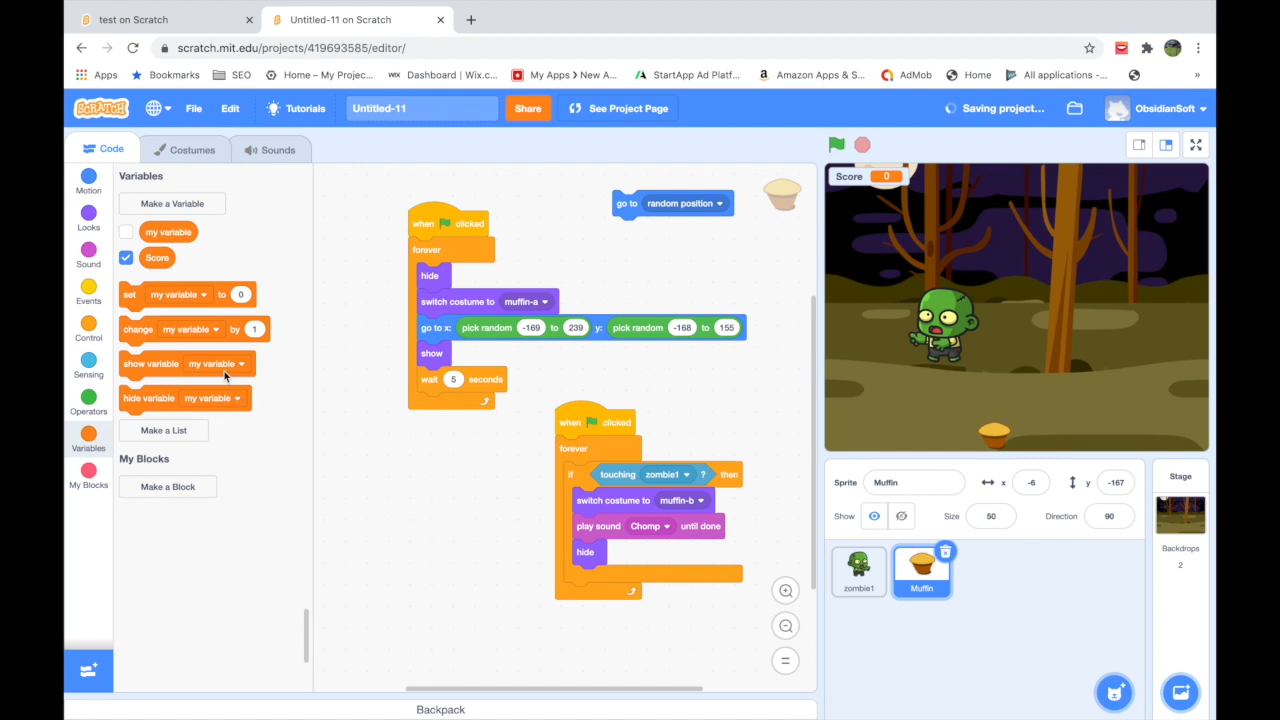 test on Scratch
Untitled-11 on Scratch
scratch.mit.edu/projects/419693585/editor/
Apps Bookmarks SEO Home – My Projec... WiX Dashboard | Wix.c... My Apps > New A... StartApp Ad Platf... Amazon Apps & S... AdMob Home All applications -... »
SCRATCH File Edit Tutorials Untitled-11 Share See Project Page Saving project... ObsidianSoft
Code Costumes Sounds
Motion
Looks
Sound
Events
Control
Sensing
Operators
Variables
My Blocks
Variables
Make a Variable
my variable
Score
set my variable to 0
change my variable by 1
show variable my variable
hide variable my variable
Make a List
My Blocks
Make a Block
go to random position
when clicked
forever
hide
switch costume to muffin-a
go to x: pick random -169 to 239 y: pick random -168 to 155
show
wait 5 seconds
when clicked
forever
if touching zombie1 ? then
switch costume to muffin-b
play sound Chomp until done
hide
Backpack
Score 0
Sprite Muffin x -6 y -167
Show Size 50 Direction 90
zombie1
Muffin
Stage
Backdrops
2